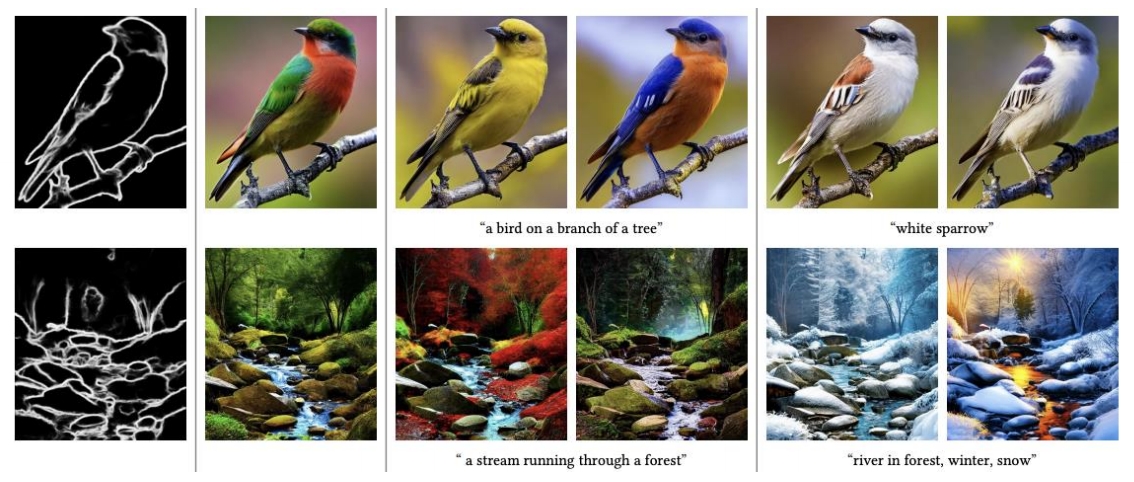 “a bird on a branch of a tree”
“white sparrow”
“ a stream running through a forest”
“river in forest, winter, snow”